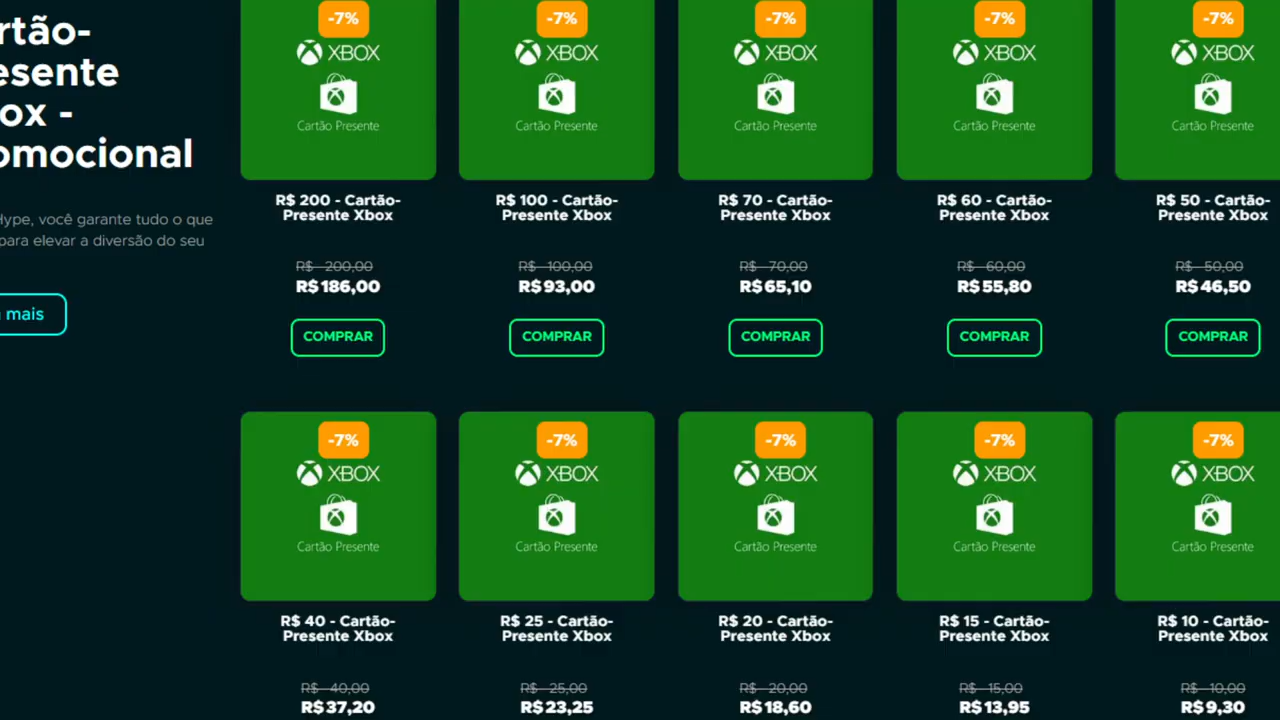 rtão-
esente
ox -
omocional
Hype, você garante tudo o que
para elevar a diversão do seu
mais
-7%
XBOX
Cartão Presente
R$ 200 - Cartão-
Presente Xbox
R$ 200,00
R$186,00
COMPRAR
-7%
XBOX
Cartão Presente
R$ 100 - Cartão-
Presente Xbox
R$ 100,00
R$93,00
COMPRAR
-7%
XBOX
Cartão Presente
R$ 70 - Cartão-
Presente Xbox
R$ 70,00
R$65,10
COMPRAR
-7%
XBOX
Cartão Presente
R$ 60 - Cartão-
Presente Xbox
R$ 60,00
R$55,80
COMPRAR
-7%
XBOX
Cartão Presente
R$ 50 - Cartão-
Presente Xbox
R$ 50,00
R$46,50
COMPRAR
-7%
XBOX
Cartão Presente
R$ 40 - Cartão-
Presente Xbox
R$ 40,00
R$37,20
-7%
XBOX
Cartão Presente
R$ 25 - Cartão-
Presente Xbox
R$ 25,00
R$23,25
-7%
XBOX
Cartão Presente
R$ 20 - Cartão-
Presente Xbox
R$ 20,00
R$18,60
-7%
XBOX
Cartão Presente
R$ 15 - Cartão-
Presente Xbox
R$ 15,00
R$13,95
-7%
XBOX
Cartão Presente
R$ 10 - Cartão-
Presente Xbox
R$ 10,00
R$9,30